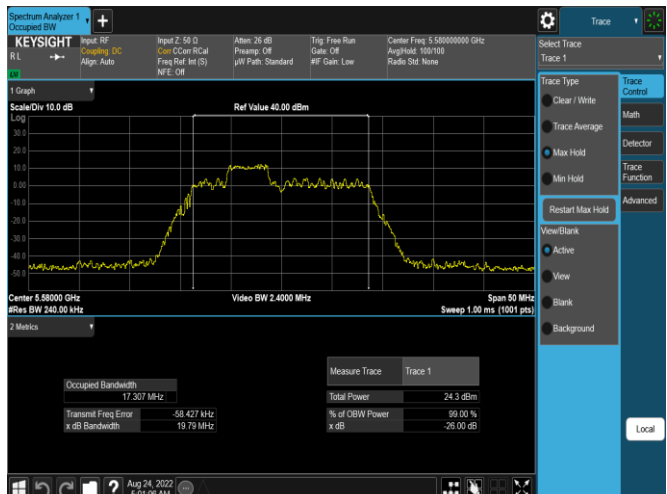 Spectrum Analyzer 1
Occupied BW
Trace
KEYSIGHT
Input: RF
Input Z: 50 Ω
Atten: 26 dB
Trig: Free Run
Center Freq: 5.580000000 GHz
RL
Coupling: DC
Corr CCorr RCal
Preamp: Off
Gate: Off
Avg|Hold: 100/100
Align: Auto
Freq Ref: Int (S)
µW Path: Standard
#IF Gain: Low
Radio Std: None
NFE: Off
Select Trace
Trace 1
1 Graph
Scale/Div 10.0 dB
Ref Value 40.00 dBm
Log
30.0
20.0
10.0
0.00
-10.0
-20.0
-30.0
-40.0
-50.0
Center 5.58000 GHz
Video BW 2.4000 MHz
Span 50 MHz
#Res BW 240.00 kHz
Sweep 1.00 ms (1001 pts)
Trace Type
Clear / Write
Trace Average
Max Hold
Min Hold
Restart Max Hold
View/Blank
Active
View
Blank
Background
Trace
Control
Math
Detector
Trace
Function
Advanced
2 Metrics
Measure Trace
Trace 1
Occupied Bandwidth
17.307 MHz
Total Power
24.3 dBm
Transmit Freq Error
-58.427 kHz
% of OBW Power
99.00 %
x dB Bandwidth
19.79 MHz
x dB
-26.00 dB
Local
?
Aug 24, 2022